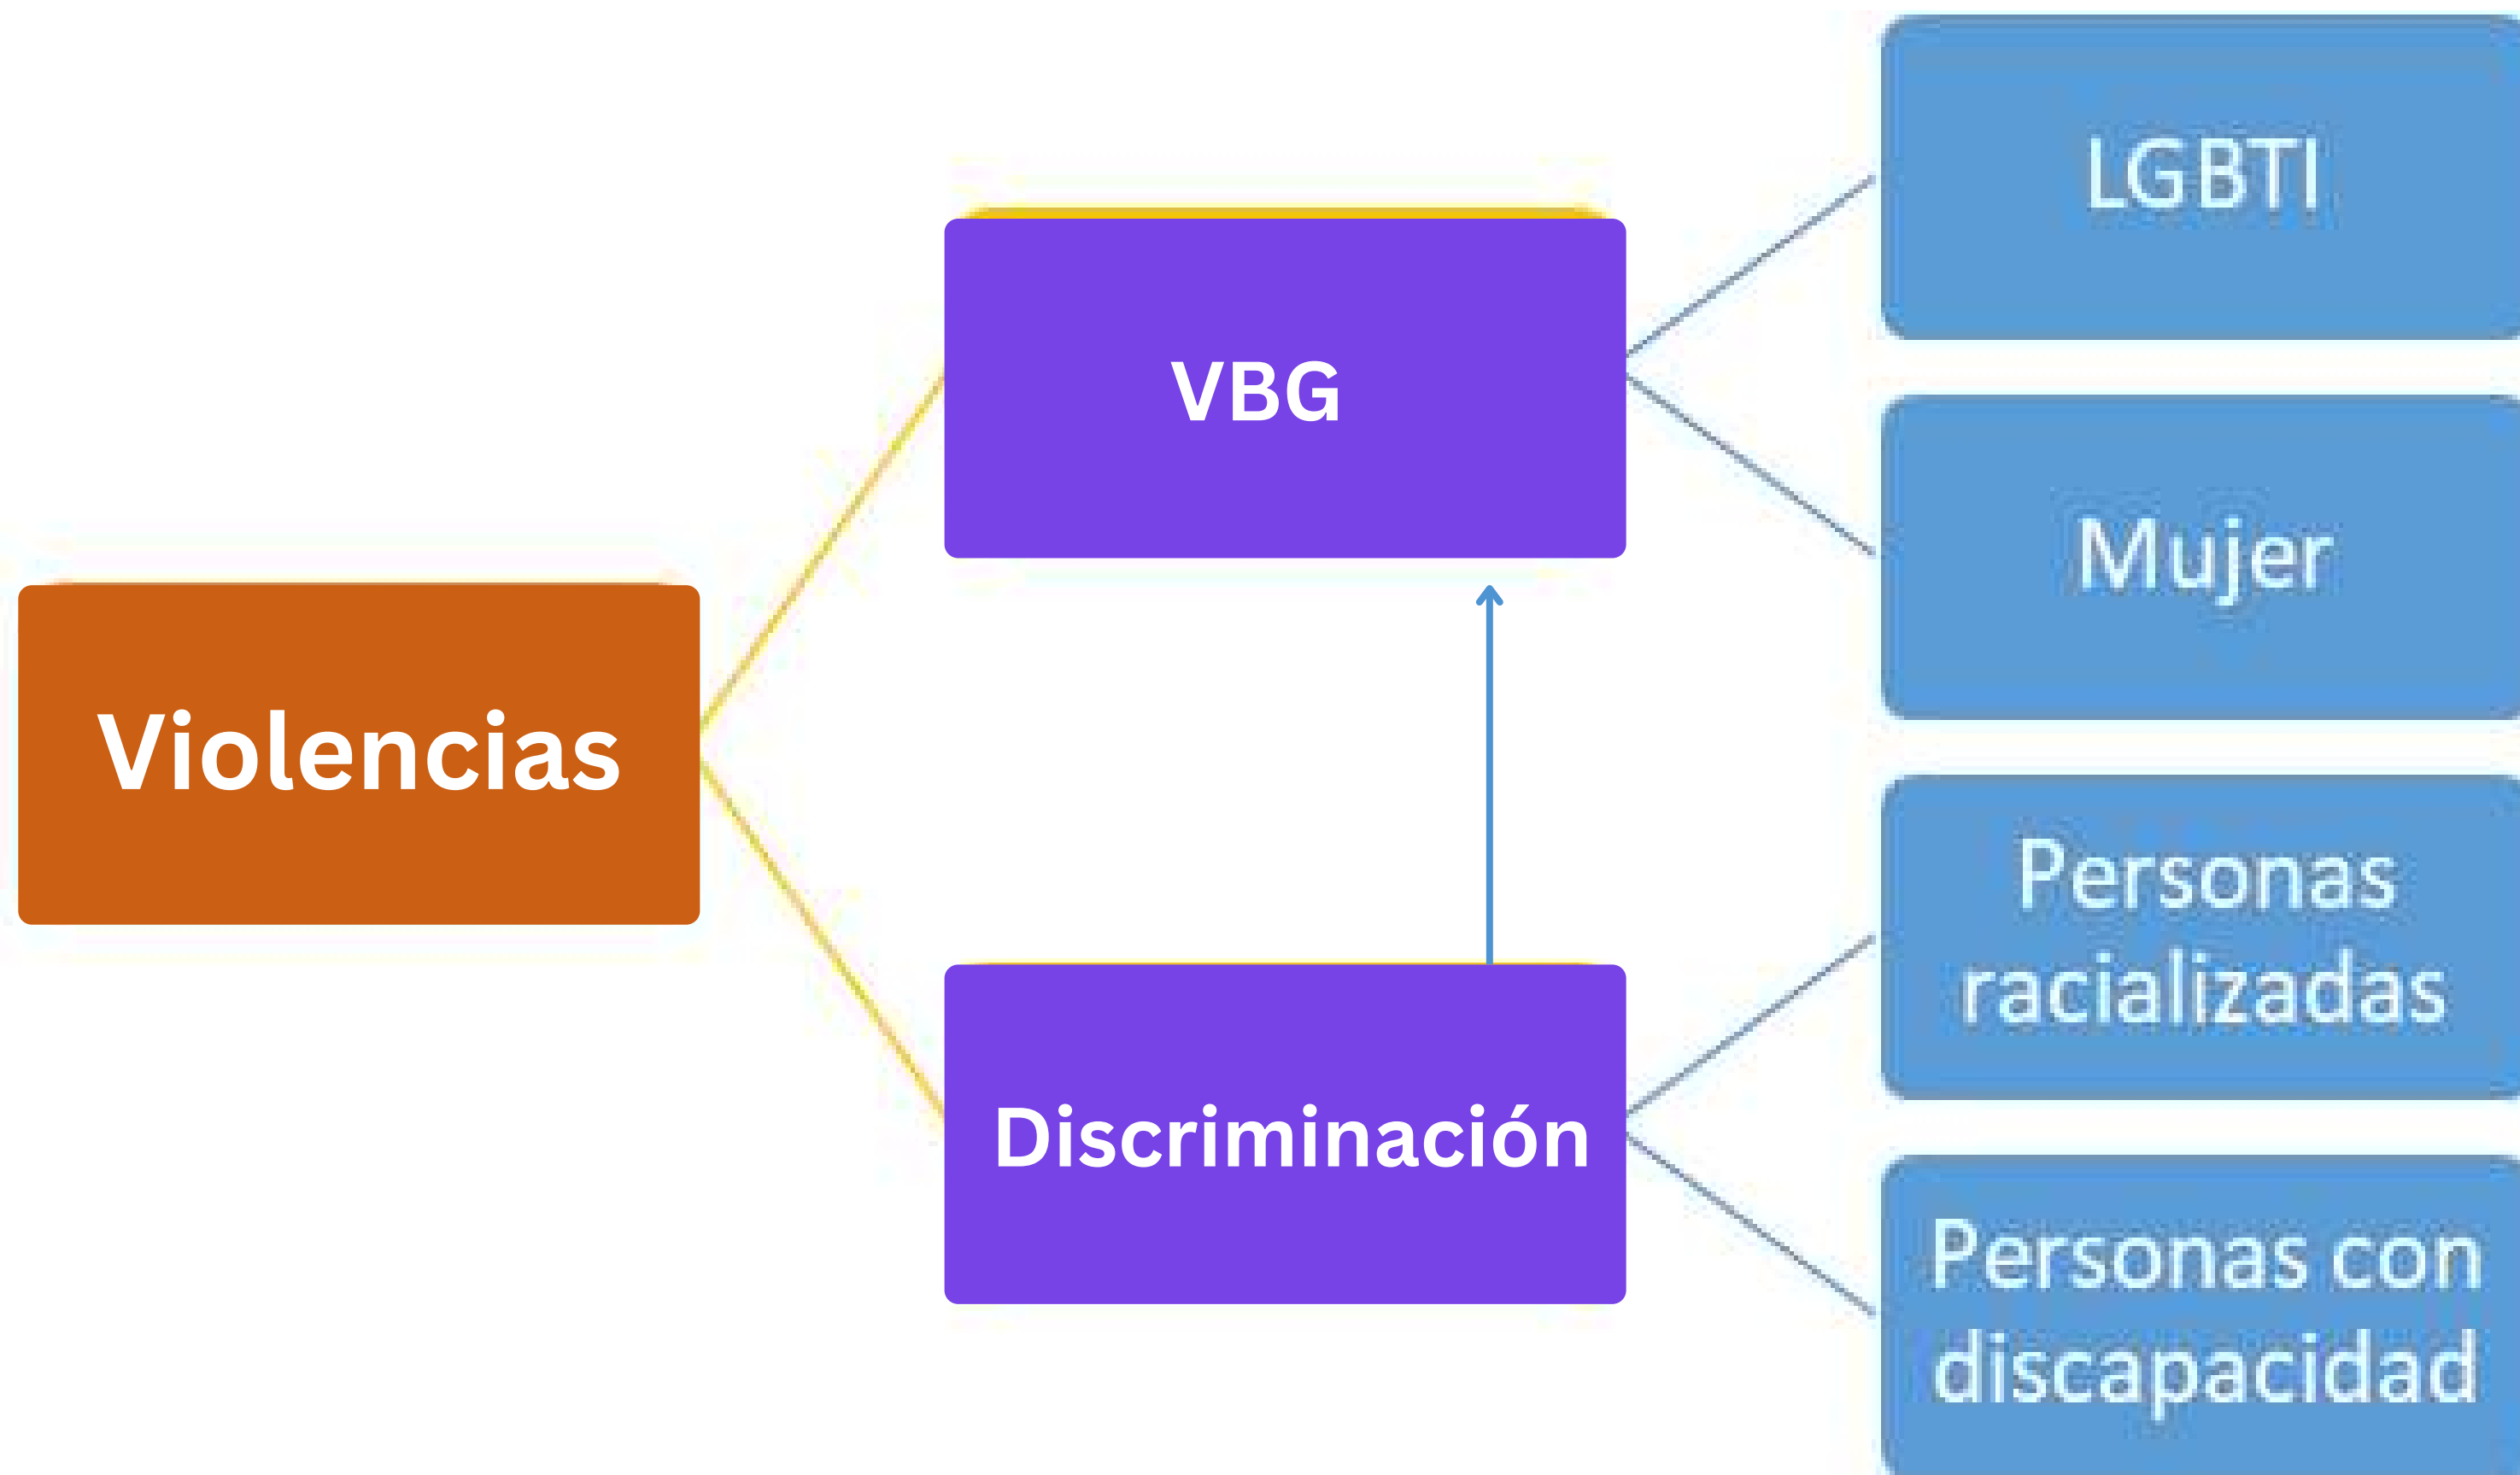 Violencias
VBG
Discriminación
LGBTI
Mujer
Personas
racializadas
Personas con
discapacidad